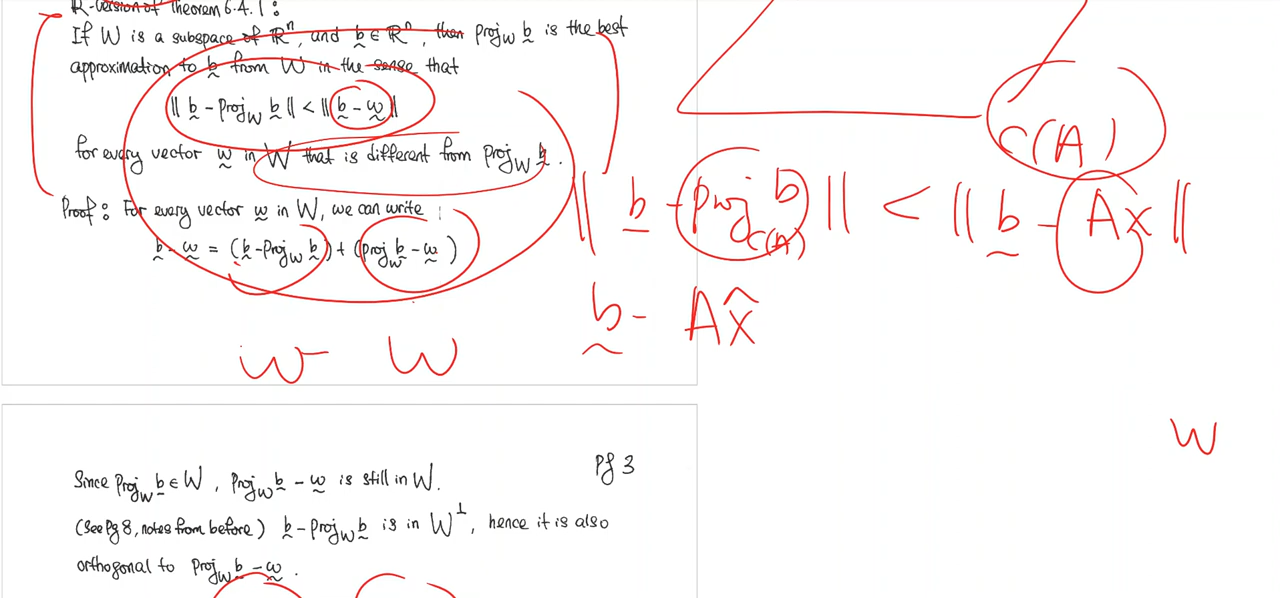 R-version of Theorem 6.4.1:
If W is a subspace of ℝⁿ, and b ∈ ℝⁿ, then proj_W b is the best
approximation to b from W in the sense that
‖ b - proj_W b ‖ < ‖ b - w ‖
for every vector w in W that is different from proj_W b.
Proof: For every vector w in W, we can write:
b - w = (b - proj_W b) + (proj_W b - w)
w W
C(A)
‖ b - proj_C(A) b ‖ < ‖ b - Ax ‖
b - Ax̂
W
Pg 3
Since proj_W b ∈ W, proj_W b - w is still in W.
(See Pg 8, notes from before) b - proj_W b is in W^⊥, hence it is also
orthogonal to proj_W b - w.